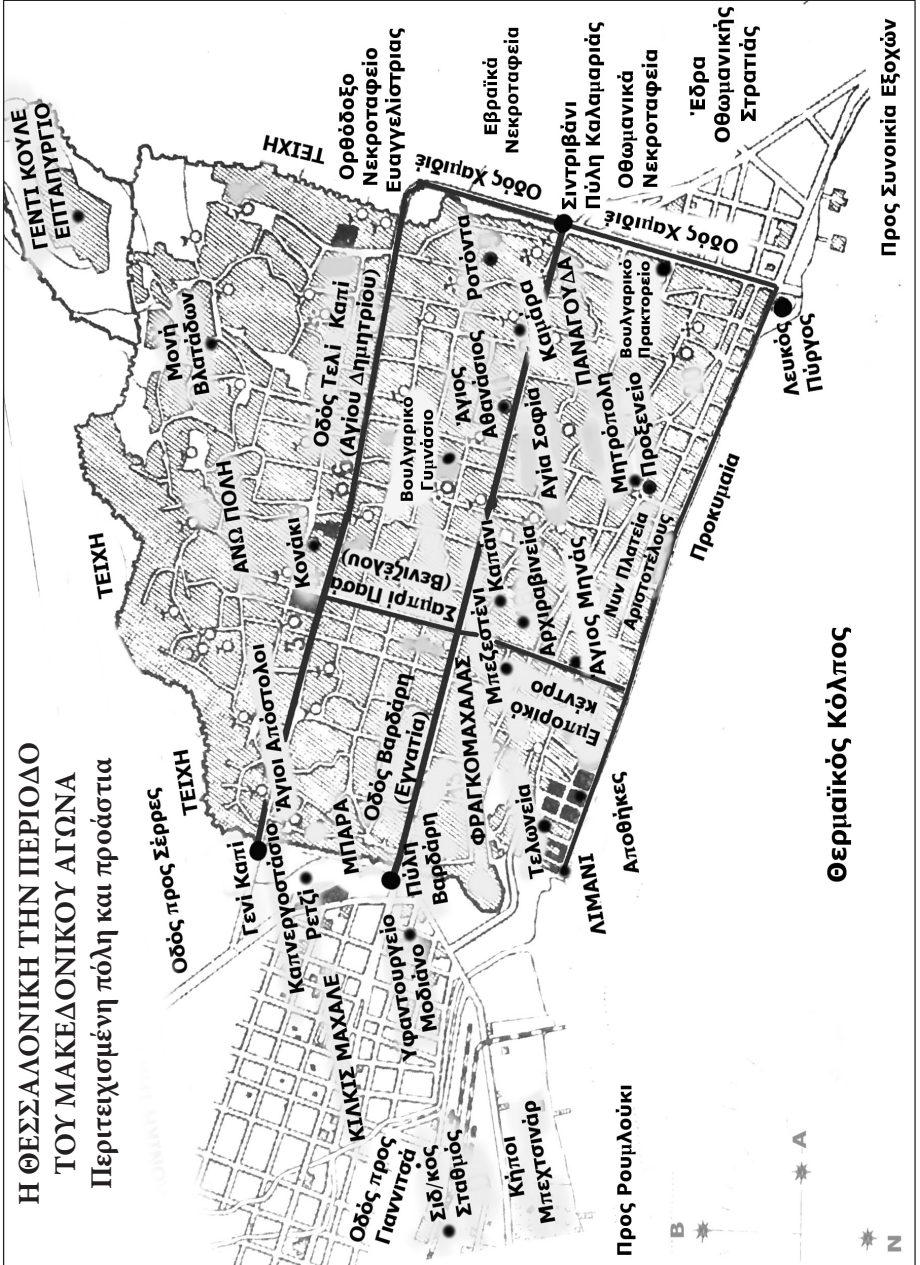 Η ΘΕΣΣΑΛΟΝΙΚΗ ΤΗΝ ΠΕΡΙΟΔΟ
ΤΟΥ ΜΑΚΕΔΟΝΙΚΟΥ ΑΓΩΝΑ
Περιτειχισμένη πόλη και προάστια
ΓΕΝΤΙ ΚΟΥΛΕ
ΕΠΤΑΠΥΡΓΙΟ
ΤΕΙΧΗ
Μονή
Βλατάδων
ΤΕΙΧΗ
ΑΝΩ ΠΟΛΗ
Ορθόδοξο
Νεκροταφείο
Ευαγγελίστριας
Οδός Χαμιδιέ
Εβραϊκά
Νεκροταφεία
Σιντριβάνι
Πύλη Καλαμαριάς
Οθωμανικά
Νεκροταφεία
Έδρα
Οθωμανικής
Στρατιάς
Προς Συνοικία Εξοχών
Οδός Χαμιδιέ
Οδός Τελί Καπί
(Αγίου Δημητρίου)
Κονάκι
Ροτόντα
Βουλγαρικό
Γυμνάσιο
Άγιος
Αθανάσιος
Καμάρα
ΠΑΝΑΓΟΥΔΑ
Βουλγαρικό
Πρακτορείο
Λευκός
Πύργος
Αγία Σοφία
Μητρόπολη
Προξενείο
Προκυμαία
Σαμπρί Πασά
(Βενιζέλου)
Καπάνι
Μπεζεστένι
Αρχιραβινεία
Άγιος Μηνάς
Νυν Πλατεία
Αριστοτέλους
Εμπορικό
κέντρο
Οδός προς Σέρρες
ΤΕΙΧΗ
Γενί Καπί
Άγιοι Απόστολοι
Καπνεργοστάσιο
Ρετζί
ΜΠΑΡΑ
Οδός Βαρδάρη
(Εγνατία)
Πύλη
Βαρδάρη
ΦΡΑΓΚΟΜΑΧΑΛΑΣ
Τελωνεία
ΛΙΜΑΝΙ
Αποθήκες
Θερμαϊκός Κόλπος
ΚΙΛΚΙΣ ΜΑΧΑΛΕ
Υφαντουργείο
Μοδιάνο
Οδός προς
Γιαννιτσά
Σιδ/κος
Σταθμός
Κήποι
Μπεχτσινάρ
Προς Ρουμλούκι
Β
Α
Ν